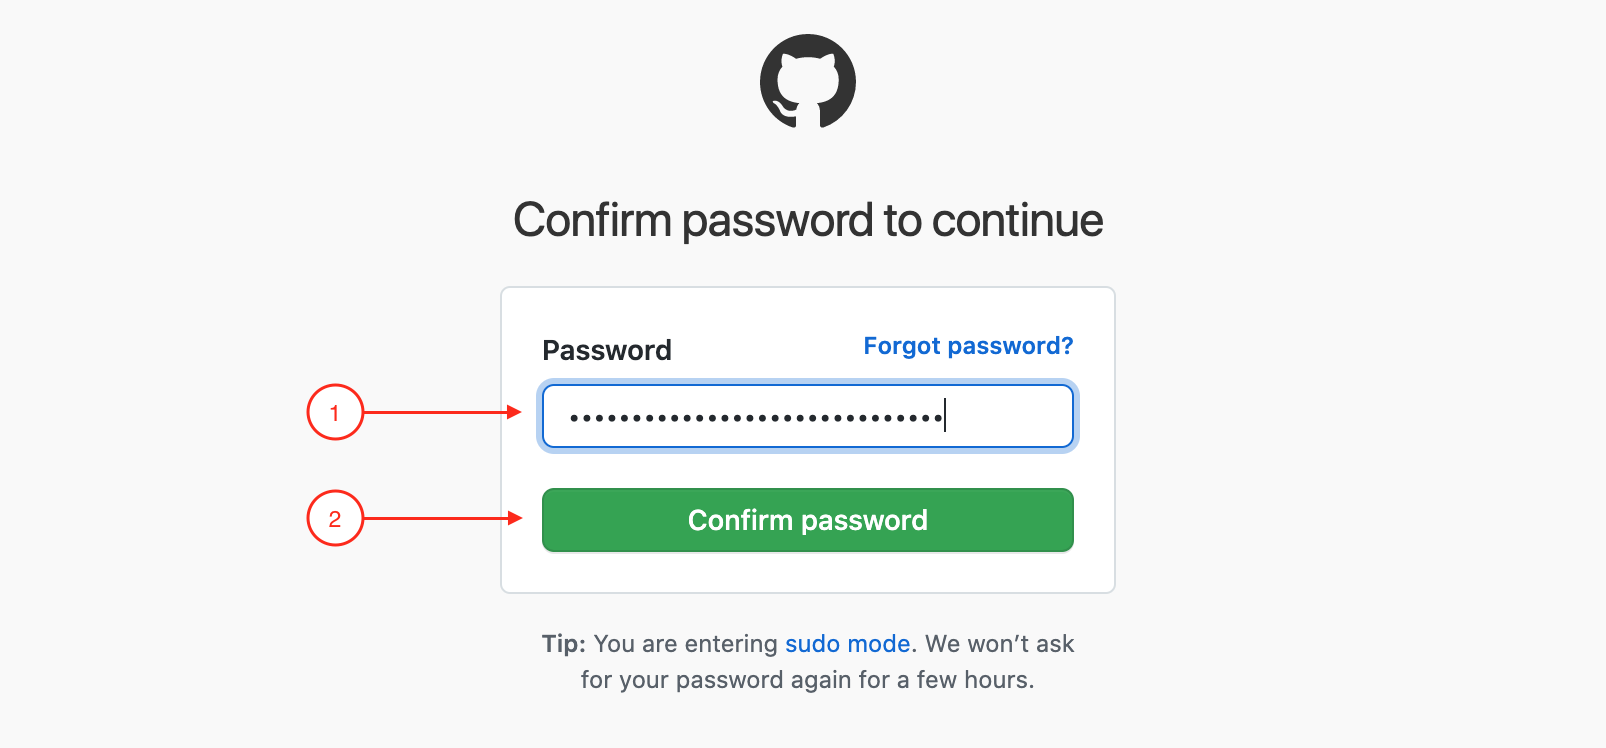 Confirm password to continue
Password
Forgot password?
1
••••••••••••••••••••••••••••••
2
Confirm password
Tip: You are entering sudo mode. We won’t ask
for your password again for a few hours.